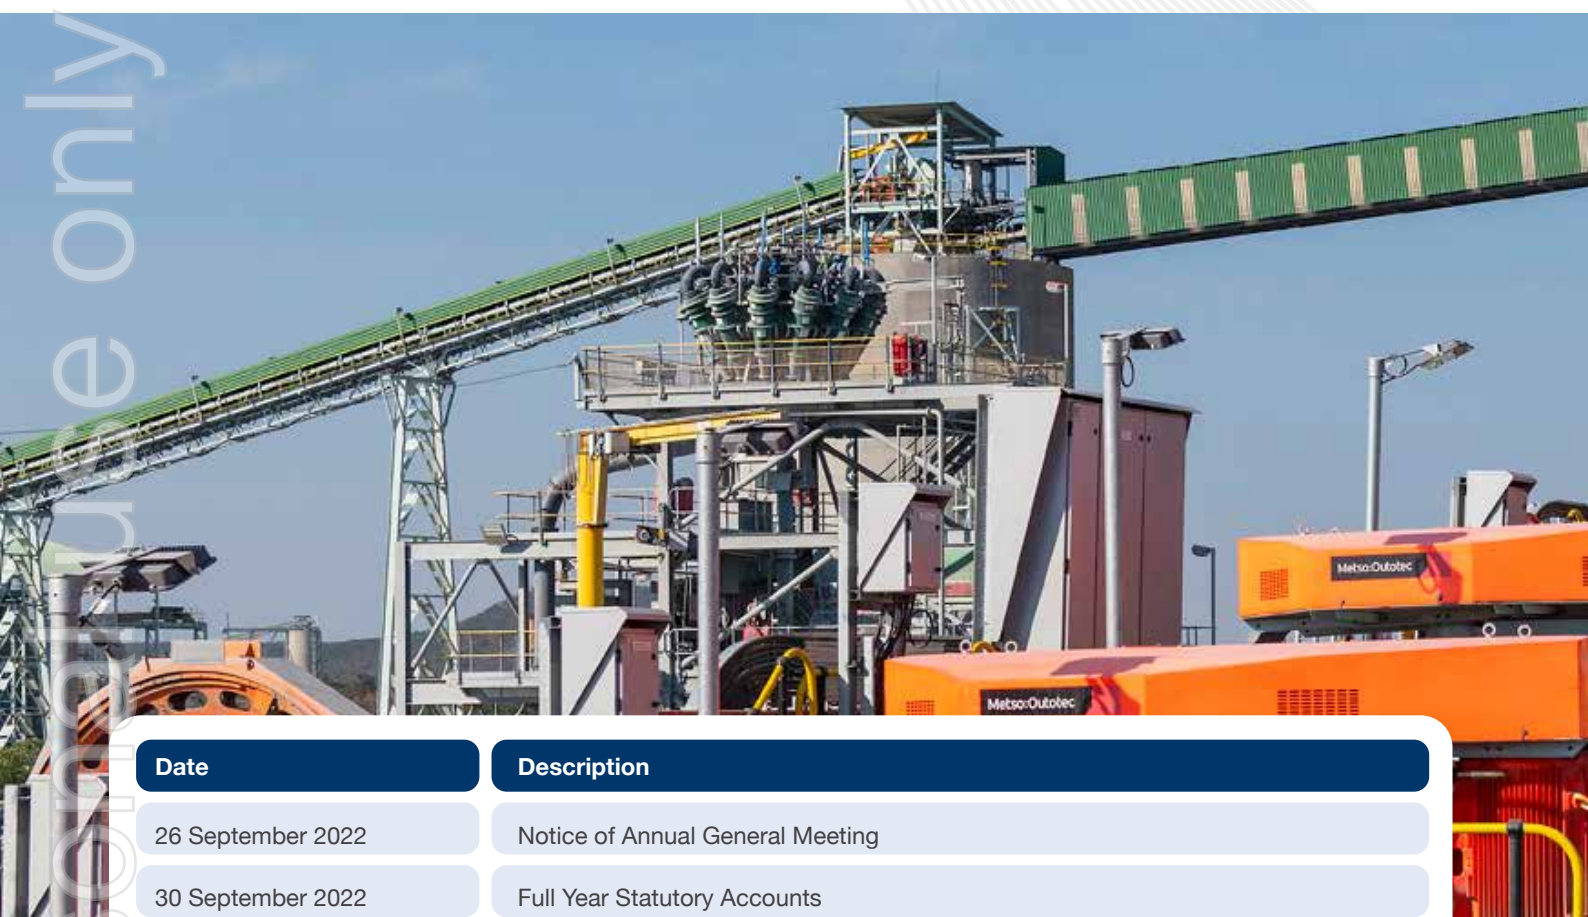 sonal use only
Metso:Outotec
Metso:Outotec
Date Description
26 September 2022 Notice of Annual General Meeting
30 September 2022 Full Year Statutory Accounts